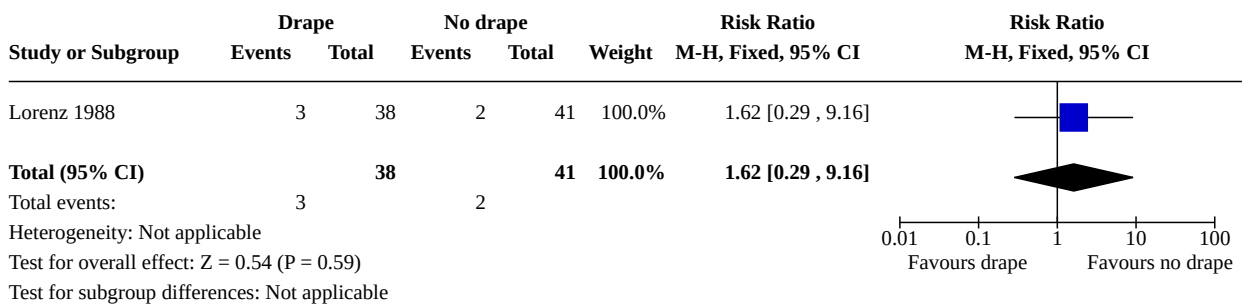 Drape No drape Risk Ratio Risk Ratio
Study or Subgroup Events Total Events Total Weight M-H, Fixed, 95% CI M-H, Fixed, 95% CI
Lorenz 1988 3 38 2 41 100.0% 1.62 [0.29 , 9.16]
Total (95% CI) 38 41 100.0% 1.62 [0.29 , 9.16]
Total events: 3 2
Heterogeneity: Not applicable
0.01 0.1 1 10 100
Test for overall effect: Z = 0.54 (P = 0.59) Favours drape Favours no drape
Test for subgroup differences: Not applicable